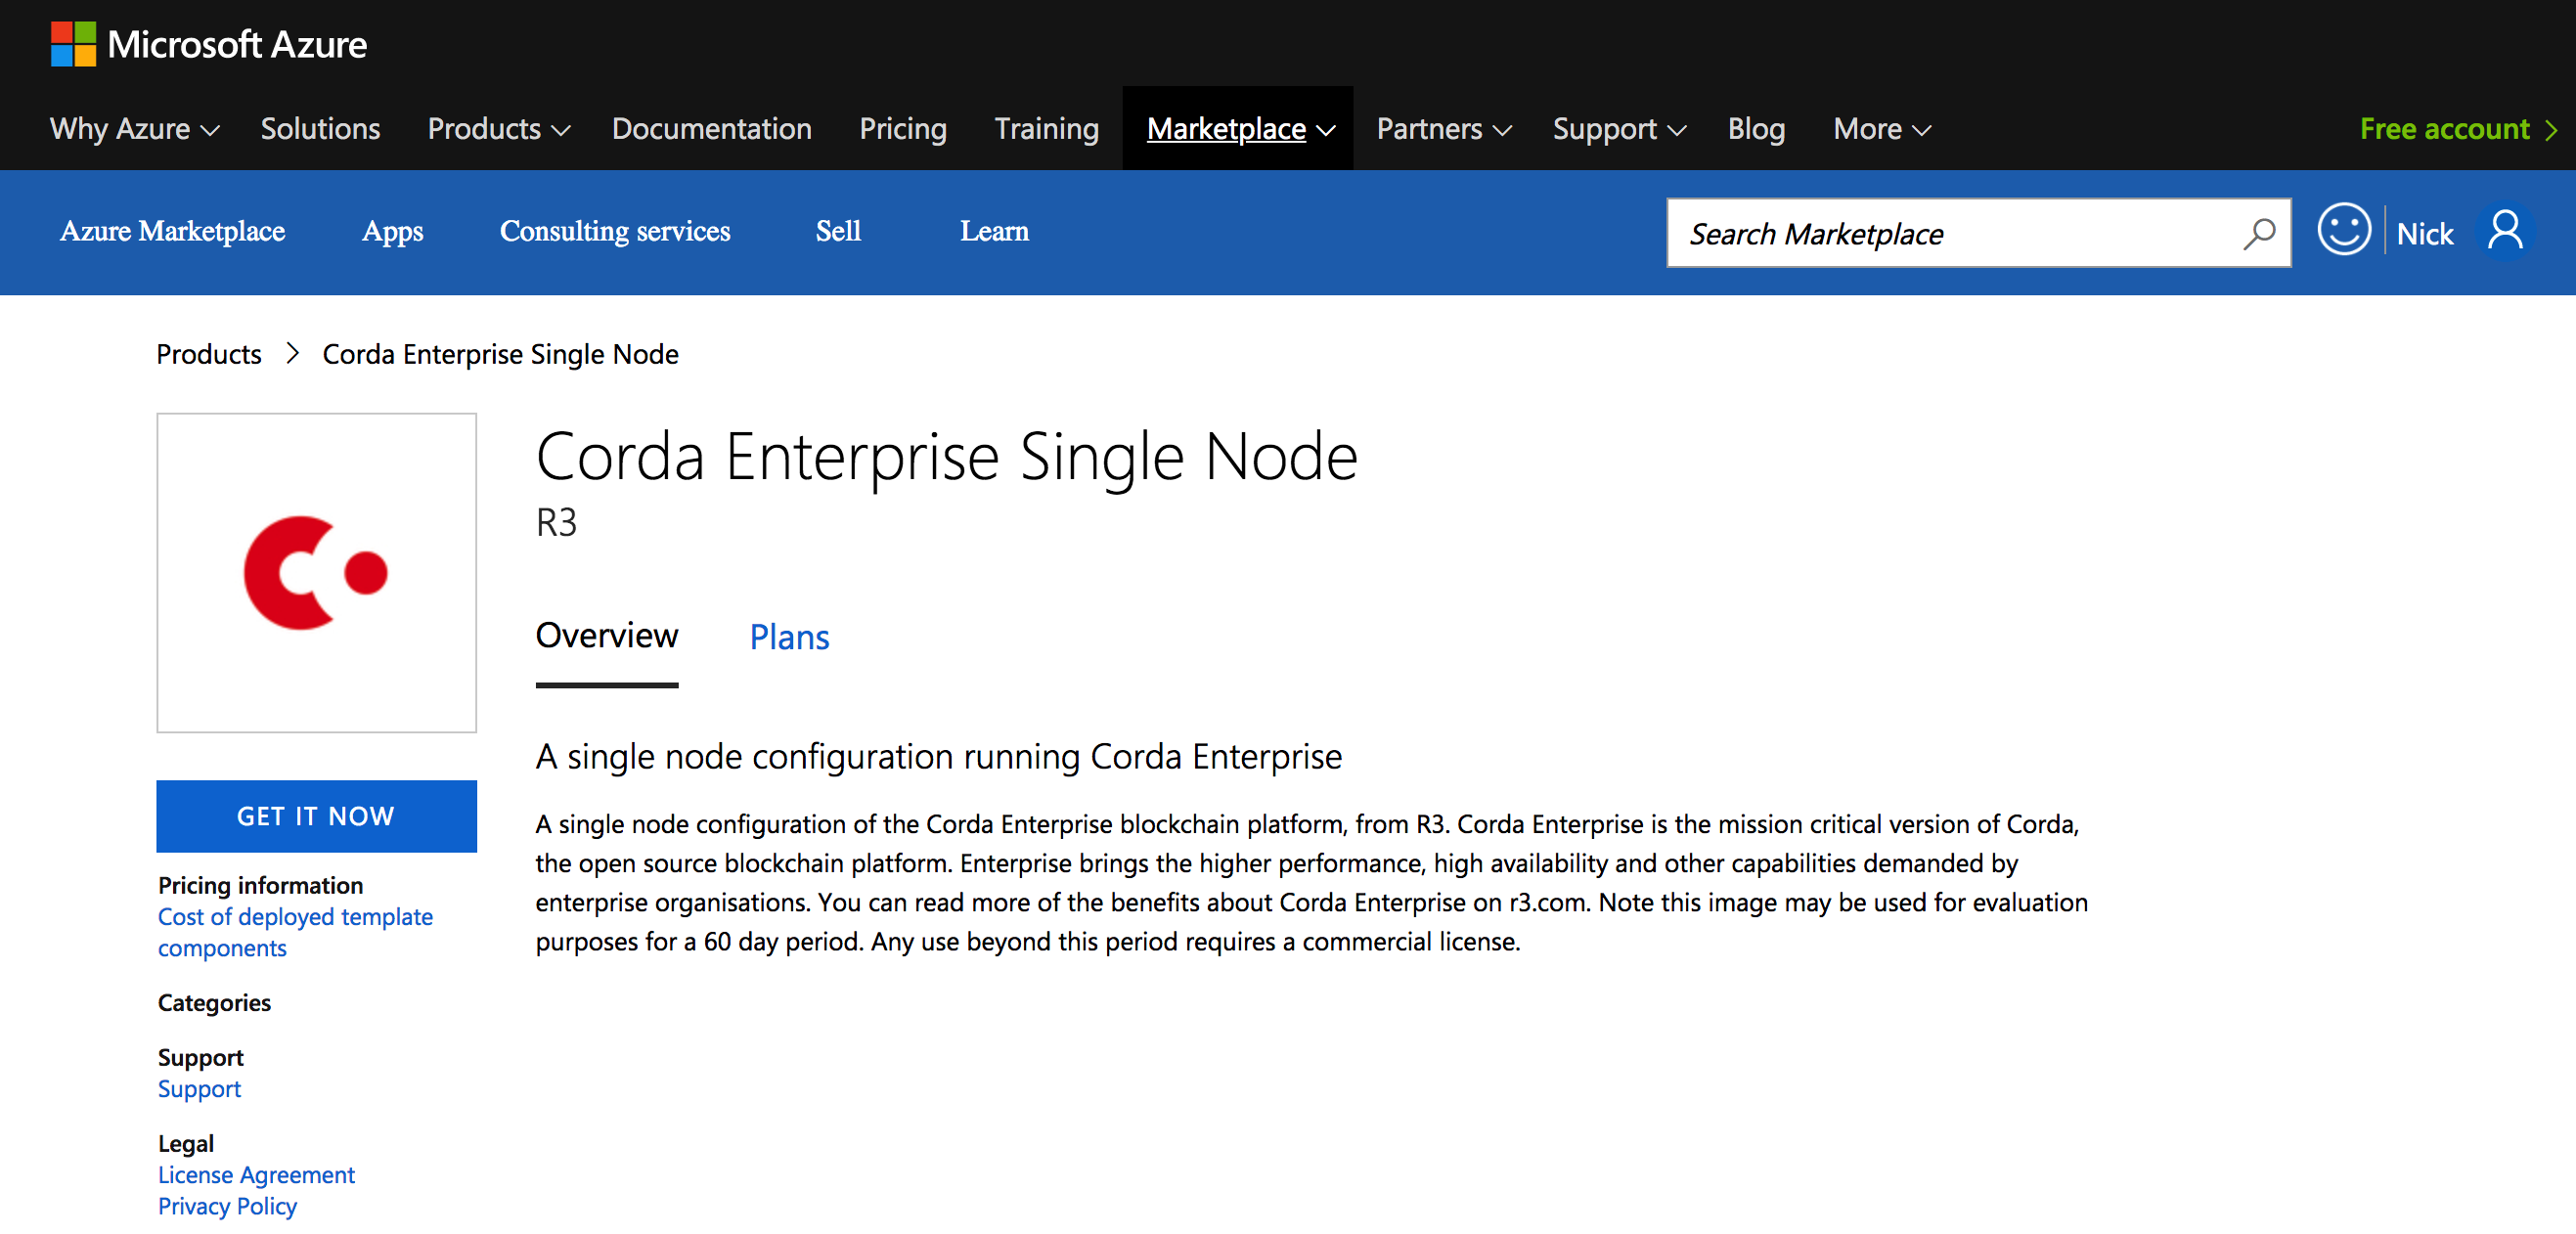 Microsoft Azure
Why Azure Solutions Products Documentation Pricing Training Marketplace Partners Support Blog More Free account
Azure Marketplace Apps Consulting services Sell Learn Search Marketplace Nick
Products Corda Enterprise Single Node
Corda Enterprise Single Node
R3
Overview Plans
A single node configuration running Corda Enterprise
A single node configuration of the Corda Enterprise blockchain platform, from R3. Corda Enterprise is the mission critical version of Corda,
the open source blockchain platform. Enterprise brings the higher performance, high availability and other capabilities demanded by
enterprise organisations. You can read more of the benefits about Corda Enterprise on r3.com. Note this image may be used for evaluation
purposes for a 60 day period. Any use beyond this period requires a commercial license.
GET IT NOW
Pricing information
Cost of deployed template
components
Categories
Support
Support
Legal
License Agreement
Privacy Policy